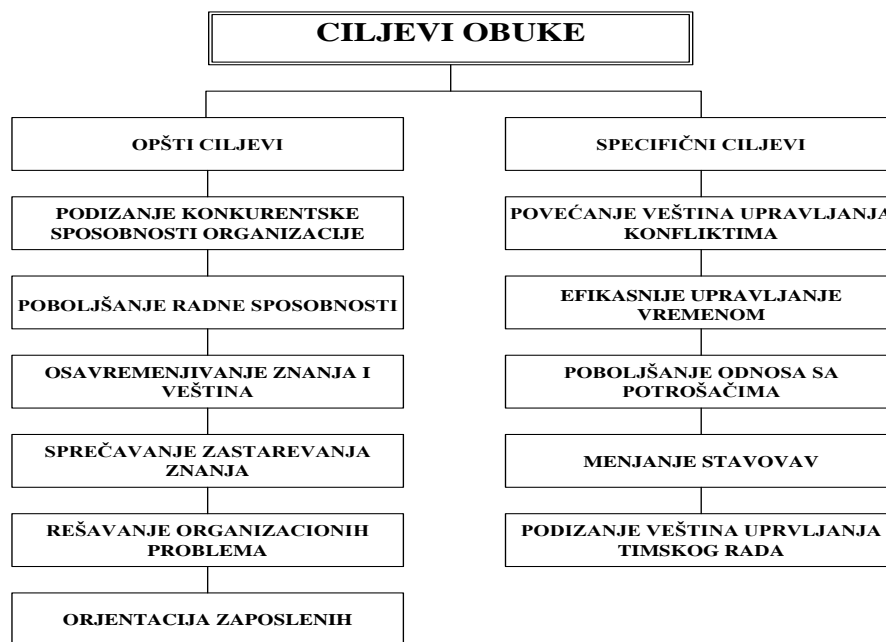 CILJEVI OBUKE
OPŠTI CILJEVI
PODIZANJE KONKURENTSKE
SPOSOBNOSTI ORGANIZACIJE
POBOLJŠANJE RADNE SPOSOBNOSTI
OSAVREMENJIVANJE ZNANJA I
VEŠTINA
SPREČAVANJE ZASTAREVANJA
ZNANJA
REŠAVANJE ORGANIZACIONIH
PROBLEMA
ORJENTACIJA ZAPOSLENIH
SPECIFIČNI CILJEVI
POVEĆANJE VEŠTINA UPRAVLJANJA
KONFLIKTIMA
EFIKASNIJE UPRAVLJANJE
VREMENOM
POBOLJŠANJE ODNOSA SA
POTROŠAČIMA
MENJANJE STAVOVAV
PODIZANJE VEŠTINA UPRVLJANJA
TIMSKOG RADA